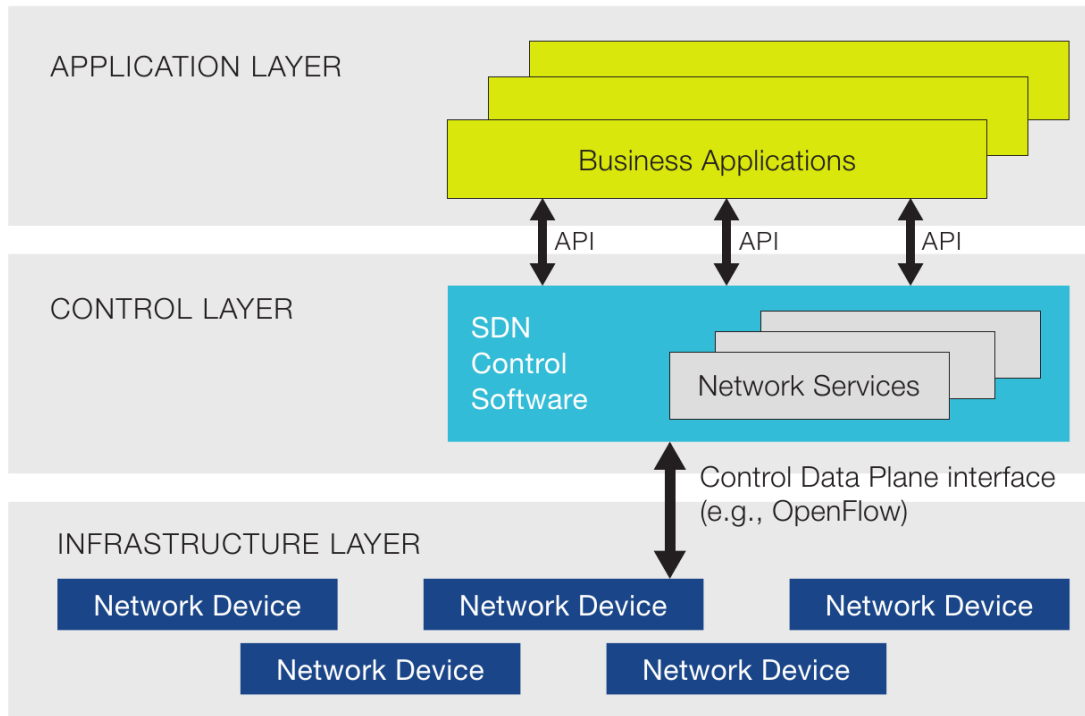 APPLICATION LAYER
Business Applications
API
API
API
CONTROL LAYER
SDN
Control
Software
Network Services
Control Data Plane interface
(e.g., OpenFlow)
INFRASTRUCTURE LAYER
Network Device
Network Device
Network Device
Network Device
Network Device